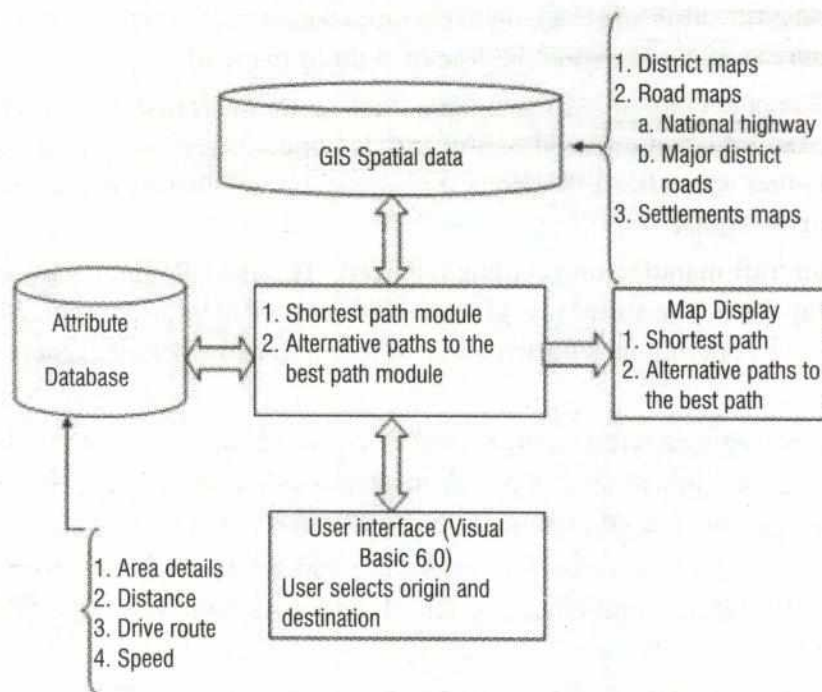 1. District maps
2. Road maps
a. National highway
b. Major district
roads
3. Settlements maps
GIS Spatial data
Attribute
Database
1. Shortest path module
2. Alternative paths to the
best path module
Map Display
1. Shortest path
2. Alternative paths to
the best path
User interface (Visual
Basic 6.0)
User selects origin and
destination
1. Area details
2. Distance
3. Drive route
4. Speed